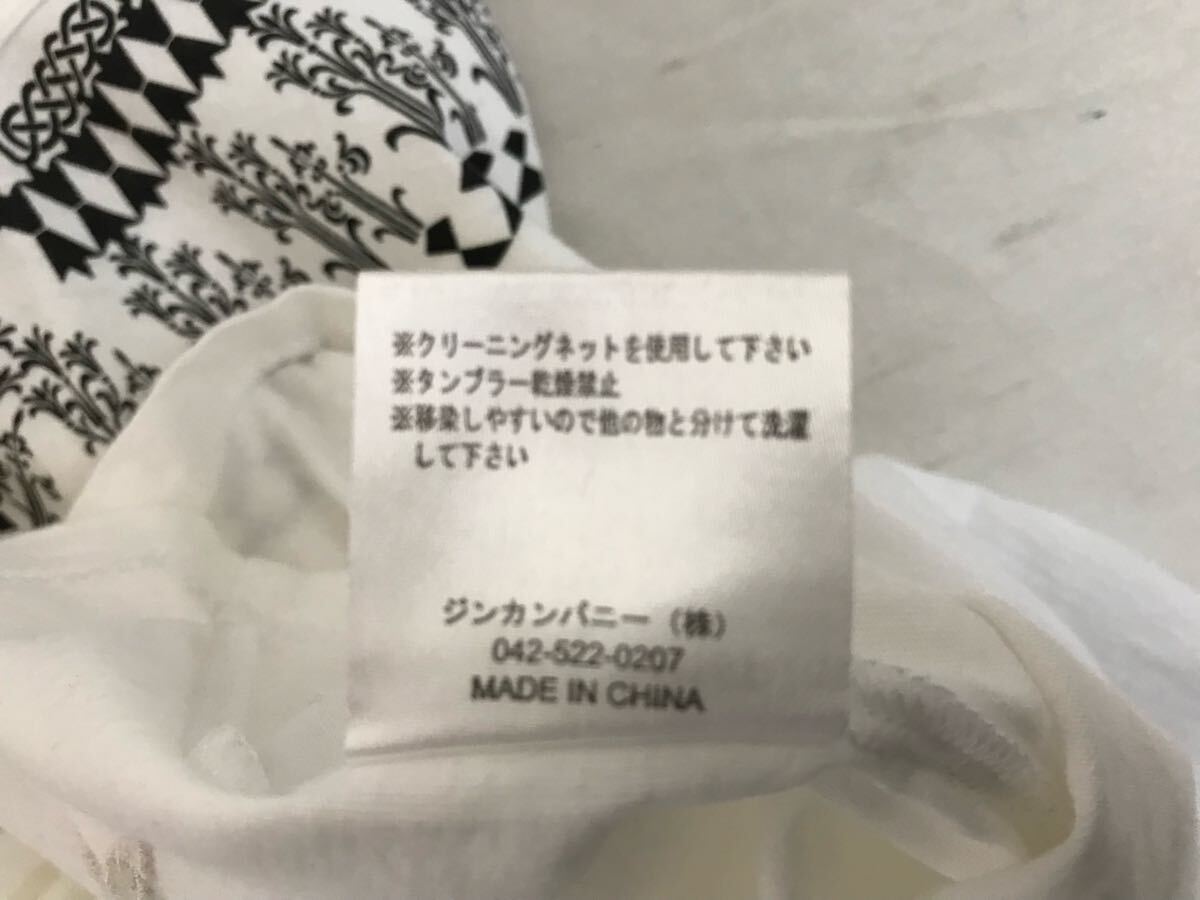 ※クリーニングネットを使用して下さい
※タンブラー乾燥禁止
※移染しやすいので他の物と分けて洗濯
して下さい
ジンカンパニー（株）
042-522-0207
MADE IN CHINA